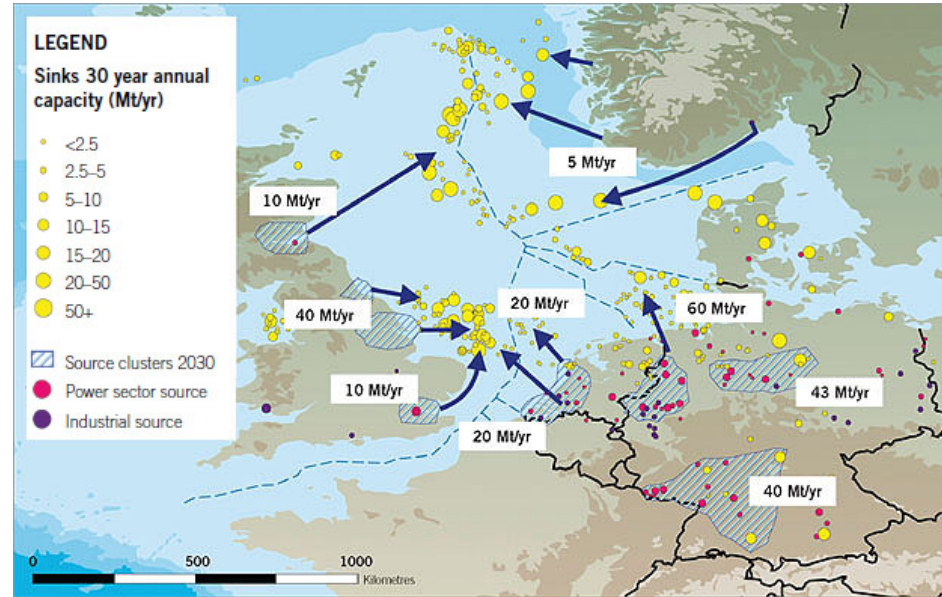 LEGEND
Sinks 30 year annual
capacity (Mt/yr)
<2.5
2.5–5
5–10
10–15
15–20
20–50
50+
Source clusters 2030
Power sector source
Industrial source
5 Mt/yr
10 Mt/yr
40 Mt/yr
20 Mt/yr
60 Mt/yr
10 Mt/yr
43 Mt/yr
20 Mt/yr
40 Mt/yr
0 500 1000
Kilometres